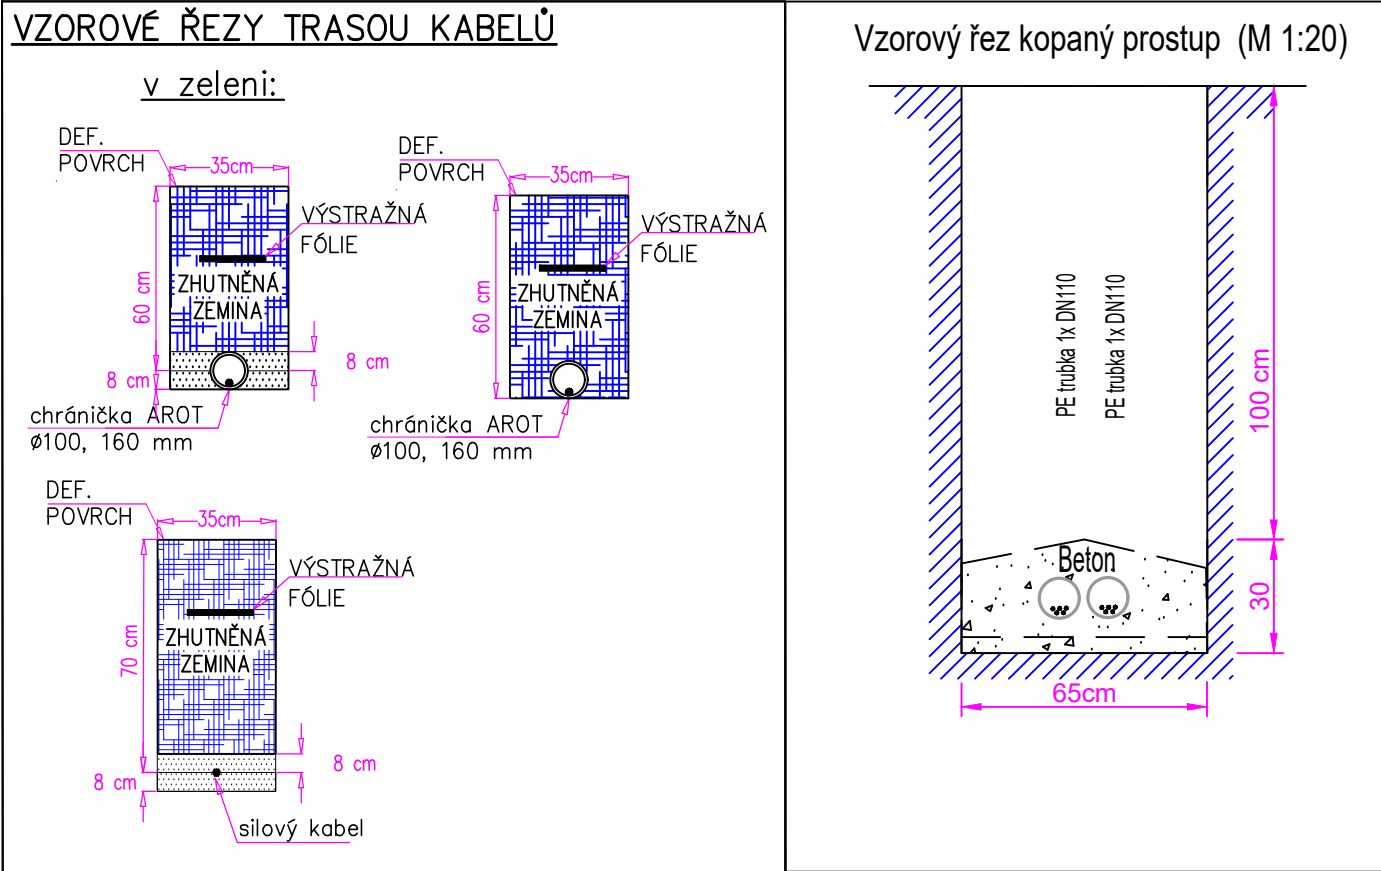 VZOROVÉ ŘEZY TRASOU KABELŮ
v zeleni:
DEF.
POVRCH
35cm
VÝSTRAŽNÁ
FÓLIE
ZHUTNĚNÁ
ZEMINA
60 cm
8 cm
8 cm
chránička AROT
Ø100, 160 mm
DEF.
POVRCH
35cm
VÝSTRAŽNÁ
FÓLIE
ZHUTNĚNÁ
ZEMINA
60 cm
chránička AROT
Ø100, 160 mm
DEF.
POVRCH
35cm
VÝSTRAŽNÁ
FÓLIE
ZHUTNĚNÁ
ZEMINA
70 cm
8 cm
8 cm
silový kabel
Vzorový řez kopaný prostup (M 1:20)
PE trubka 1x DN110
PE trubka 1x DN110
100 cm
Beton
30
65cm